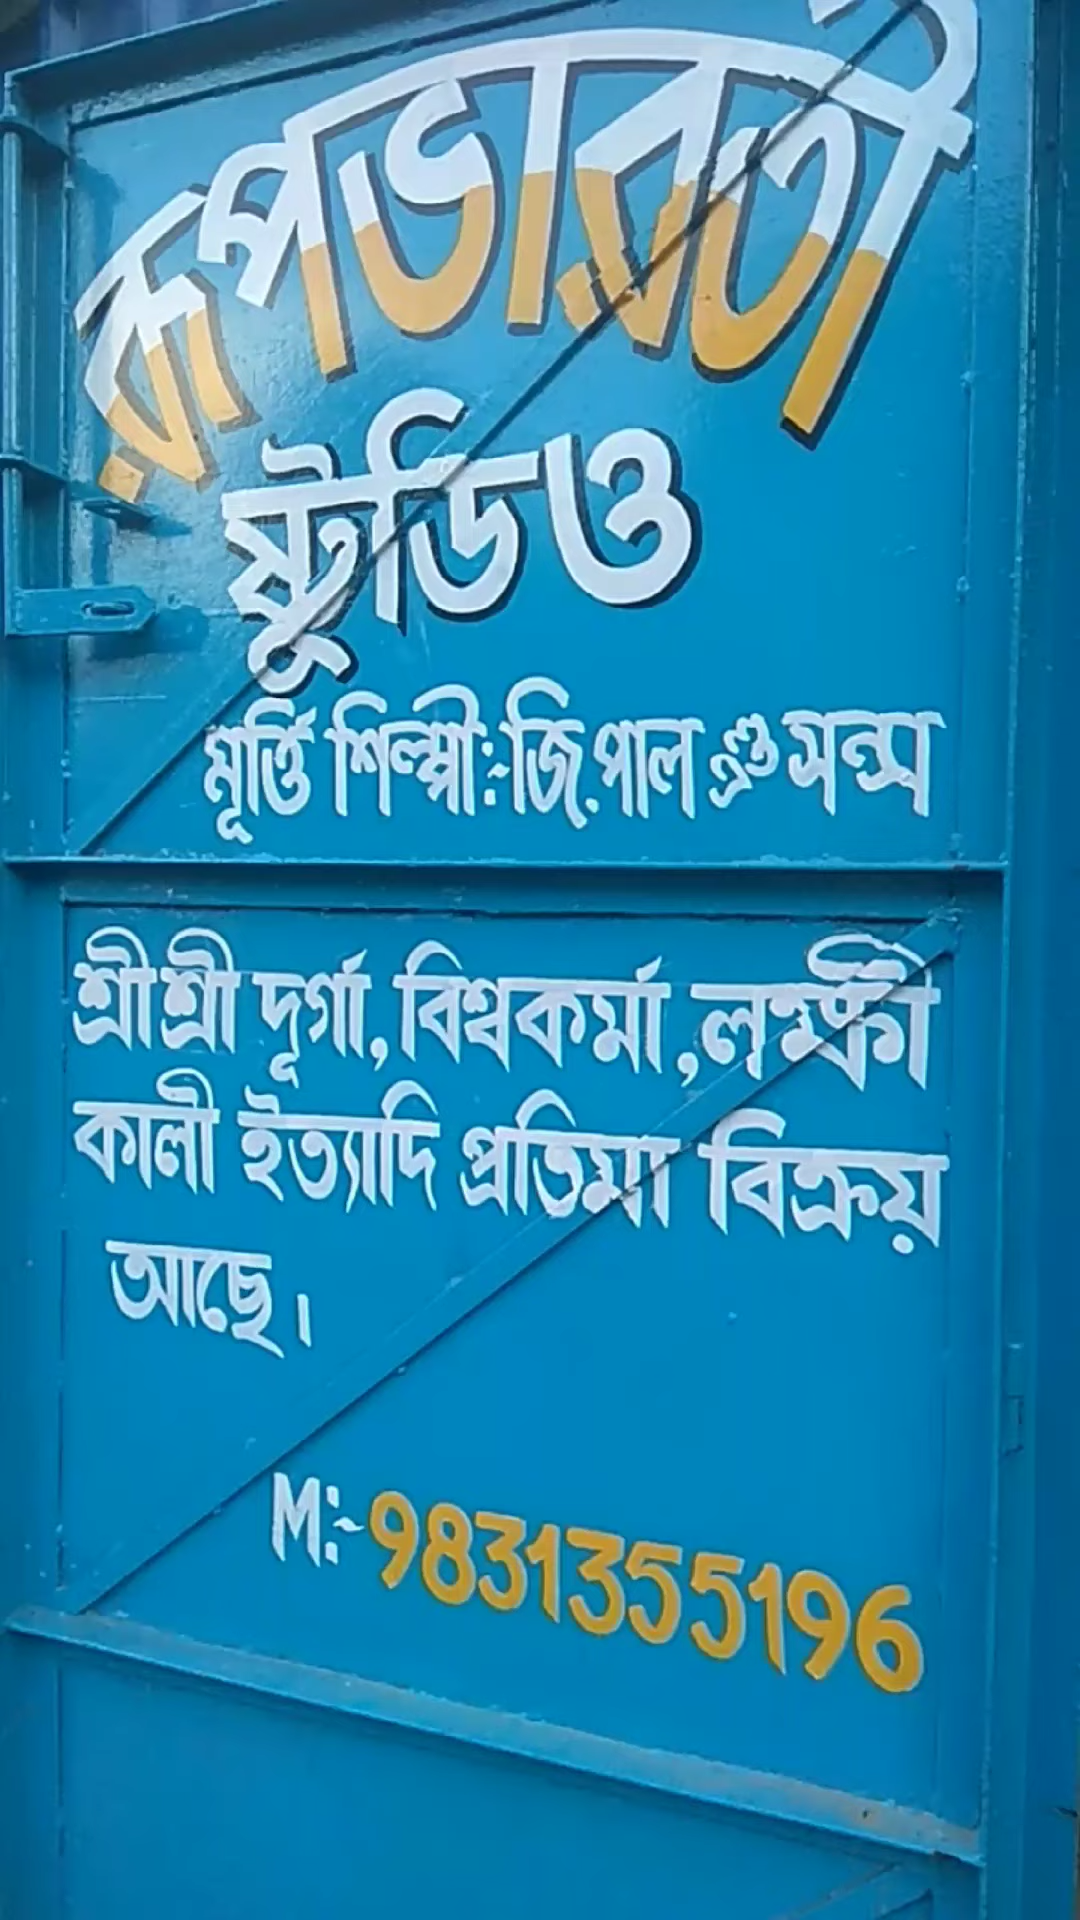 রূপভারতী
ষ্টুডিও
মূর্ত্তি শিল্পী:-জি.পাল এণ্ড সন্স
শ্রীশ্রী দূর্গা, বিশ্বকর্মা, লক্ষ্মী
কালী ইত্যাদি প্রতিমা বিক্রয়
আছে।
M:-9831355196